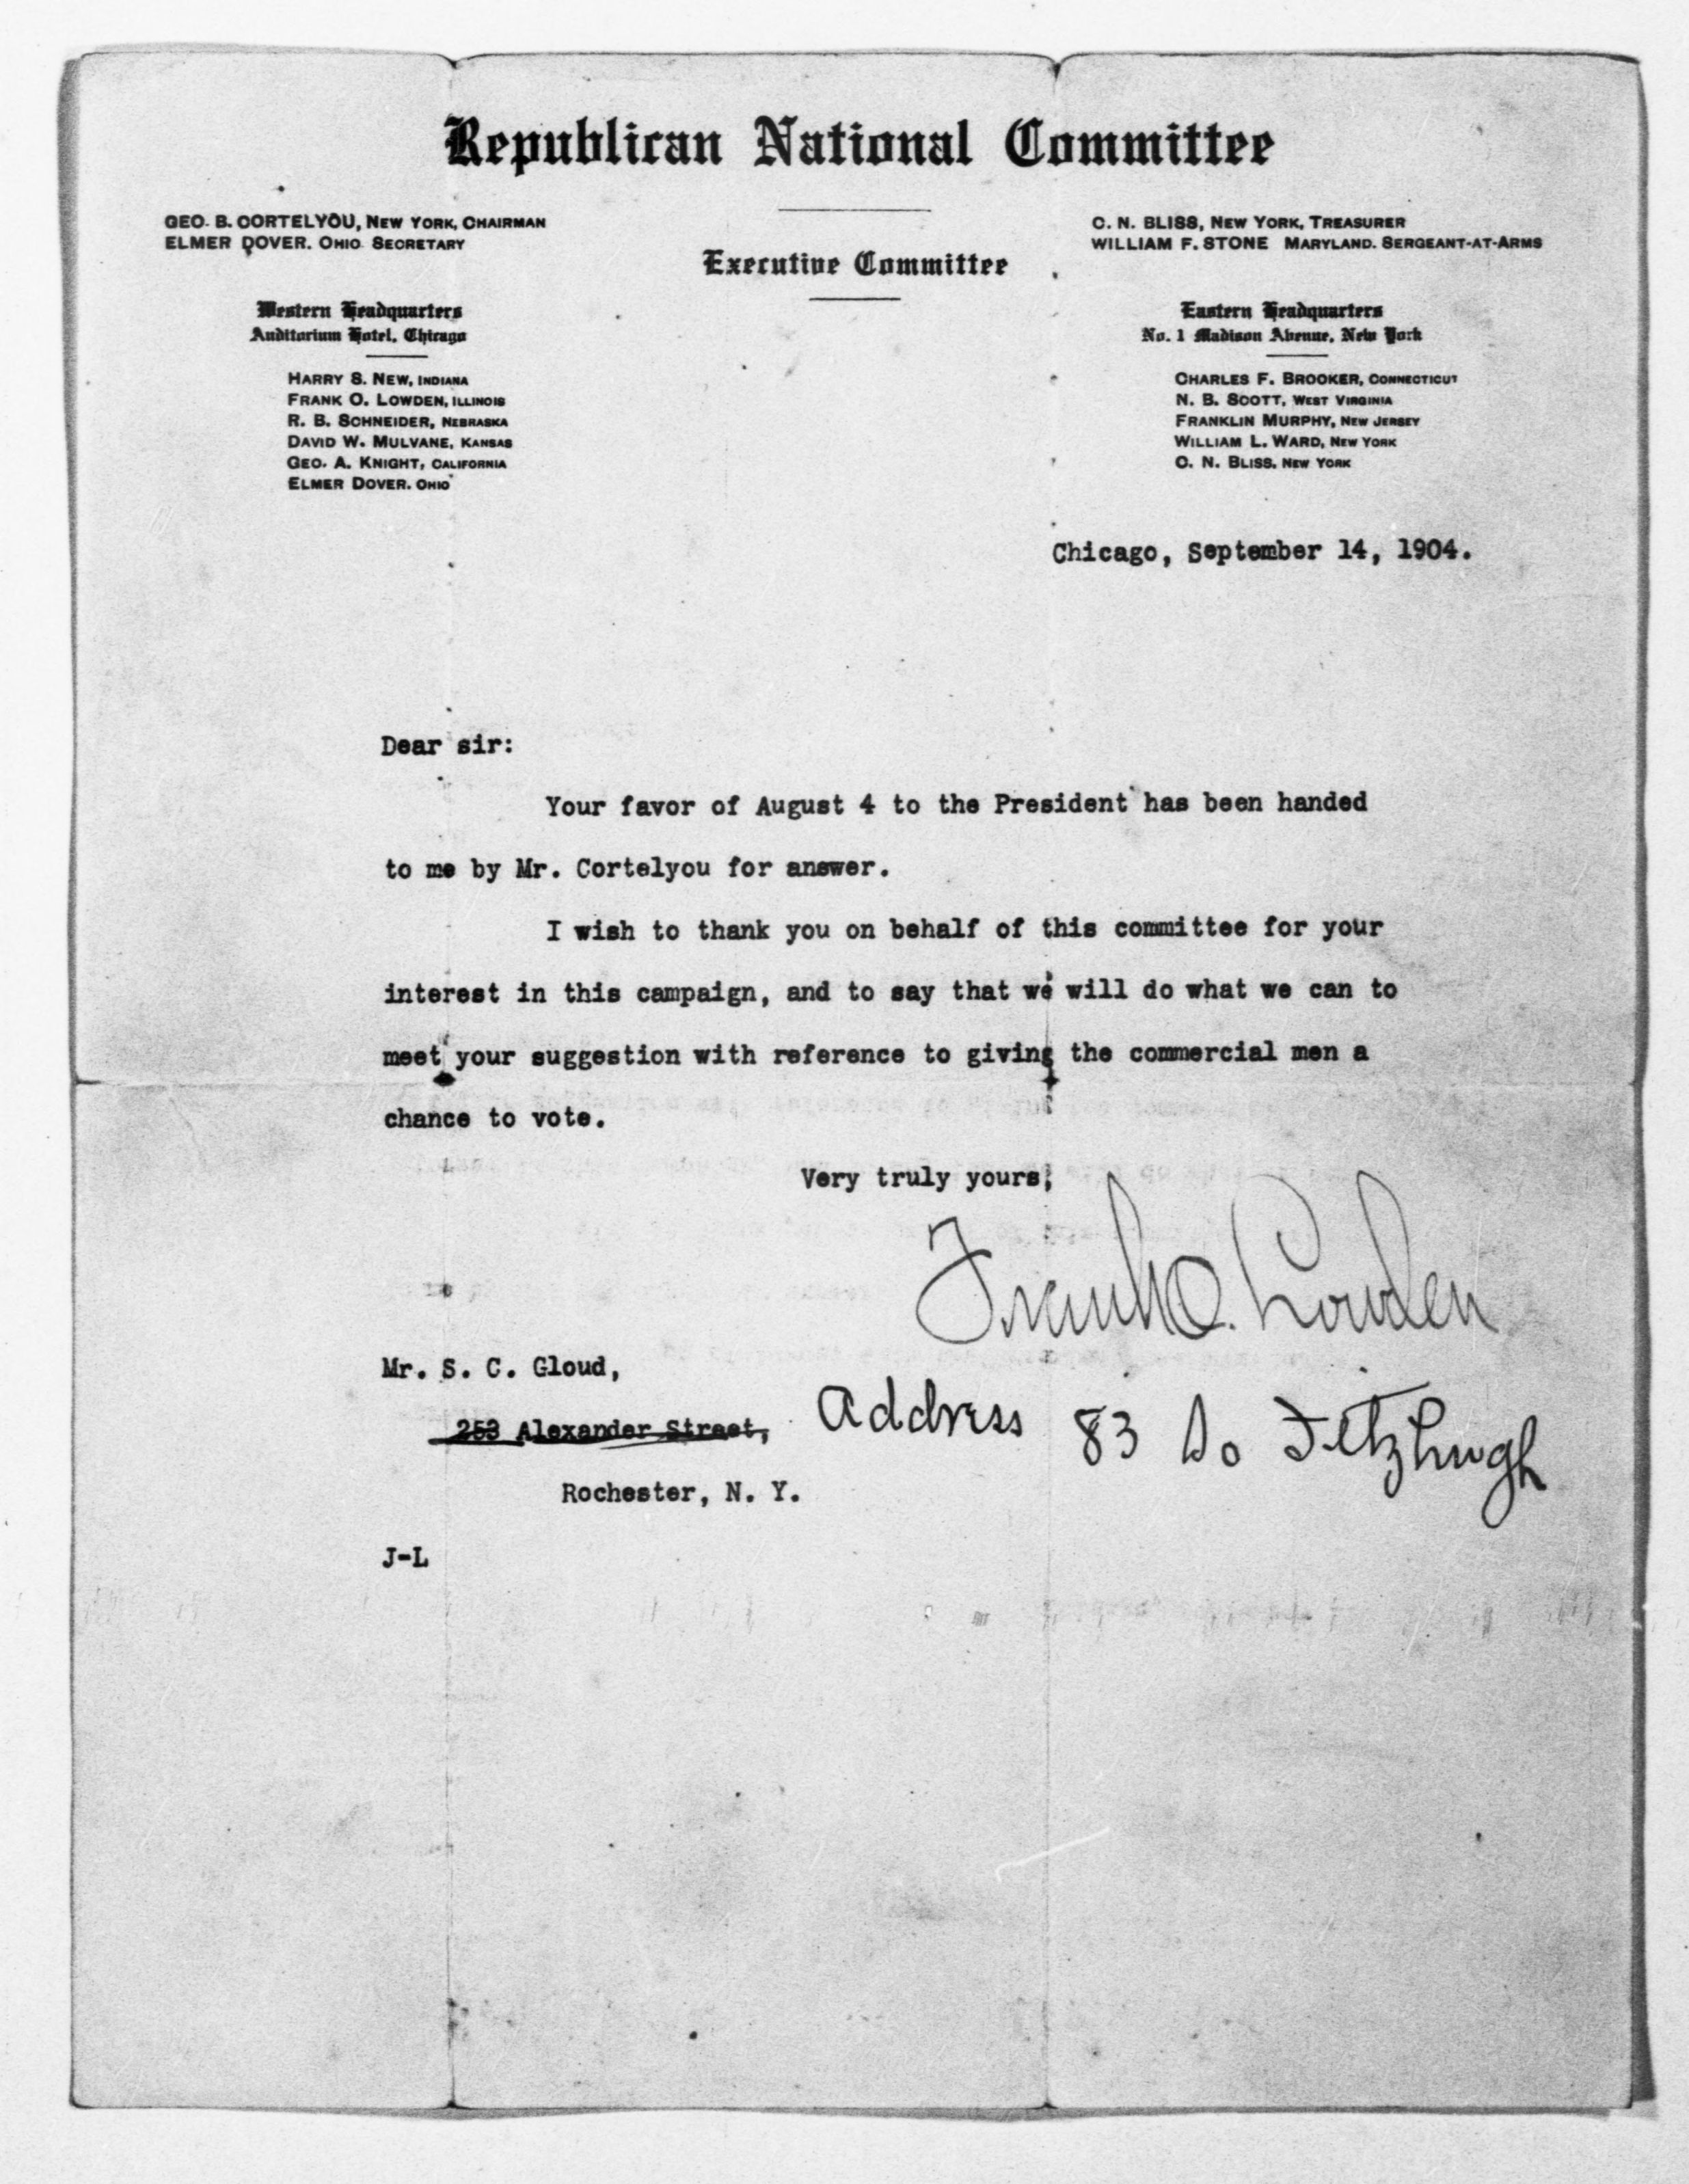 Republican National Committee
GEO. B. CORTELYOU, NEW YORK, CHAIRMAN
ELMER DOVER. OHIO SECRETARY
C. N. BLISS, NEW YORK, TREASURER
WILLIAM F. STONE MARYLAND. SERGEANT-AT-ARMS
Executive Committee
Western Headquarters
Auditorium Hotel, Chicago
HARRY S. NEW, INDIANA
FRANK O. LOWDEN, ILLINOIS
R. B. SCHNEIDER, NEBRASKA
DAVID W. MULVANE, KANSAS
GEO. A. KNIGHT, CALIFORNIA
ELMER DOVER. OHIO
Eastern Headquarters
No. 1 Madison Avenue, New York
CHARLES F. BROOKER, CONNECTICUT
N. B. SCOTT, WEST VIRGINIA
FRANKLIN MURPHY, NEW JERSEY
WILLIAM L. WARD, NEW YORK
C. N. BLISS, NEW YORK
Chicago, September 14, 1904.
Dear sir:
Your favor of August 4 to the President has been handed
to me by Mr. Cortelyou for answer.
I wish to thank you on behalf of this committee for your
interest in this campaign, and to say that we will do what we can to
meet your suggestion with reference to giving the commercial men a
chance to vote.
Very truly yours,
Frank O. Lowden
Mr. S. C. Gloud,
253 Alexander Street,
Address 83 So Fitzhugh
Rochester, N. Y.
J-L